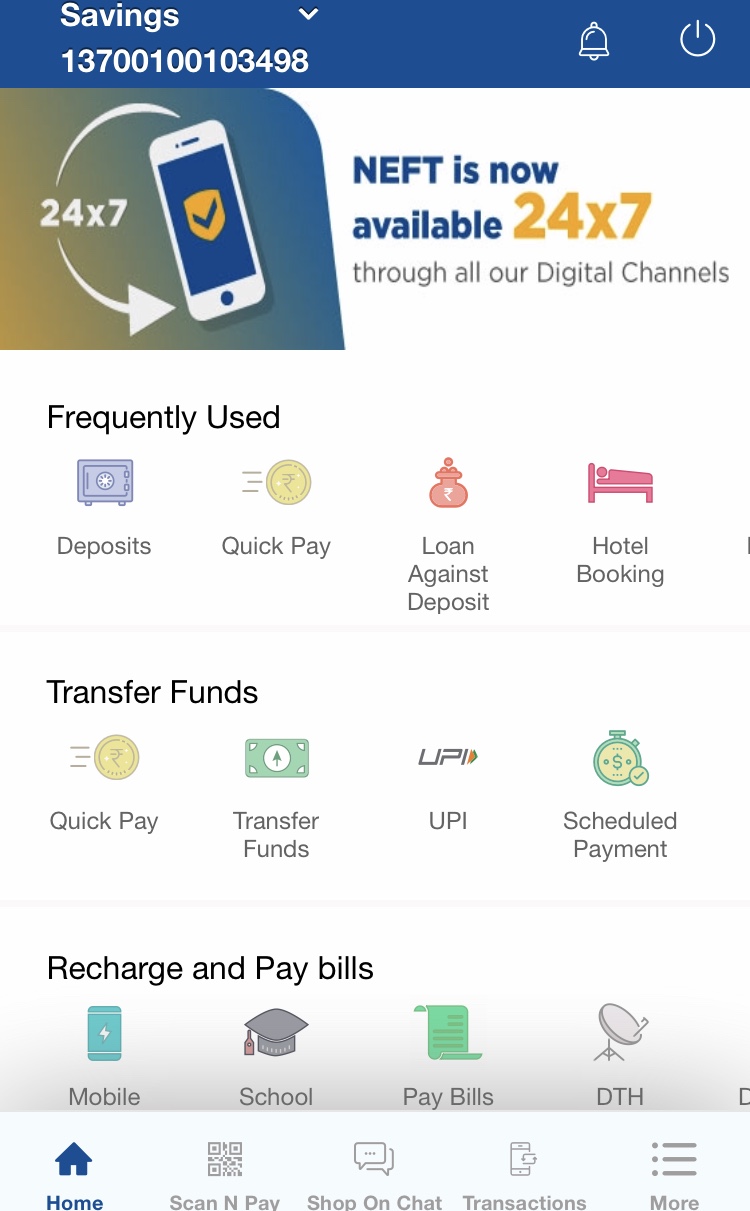 Savings
13700100103498
24x7
NEFT is now
available 24x7
through all our Digital Channels
Frequently Used
Deposits
Quick Pay
Loan
Against
Deposit
Hotel
Booking
Transfer Funds
Quick Pay
Transfer
Funds
UPI
UPI
Scheduled
Payment
Recharge and Pay bills
Mobile
School
Pay Bills
DTH
Home
Scan N Pay
Shop On Chat
Transactions
More